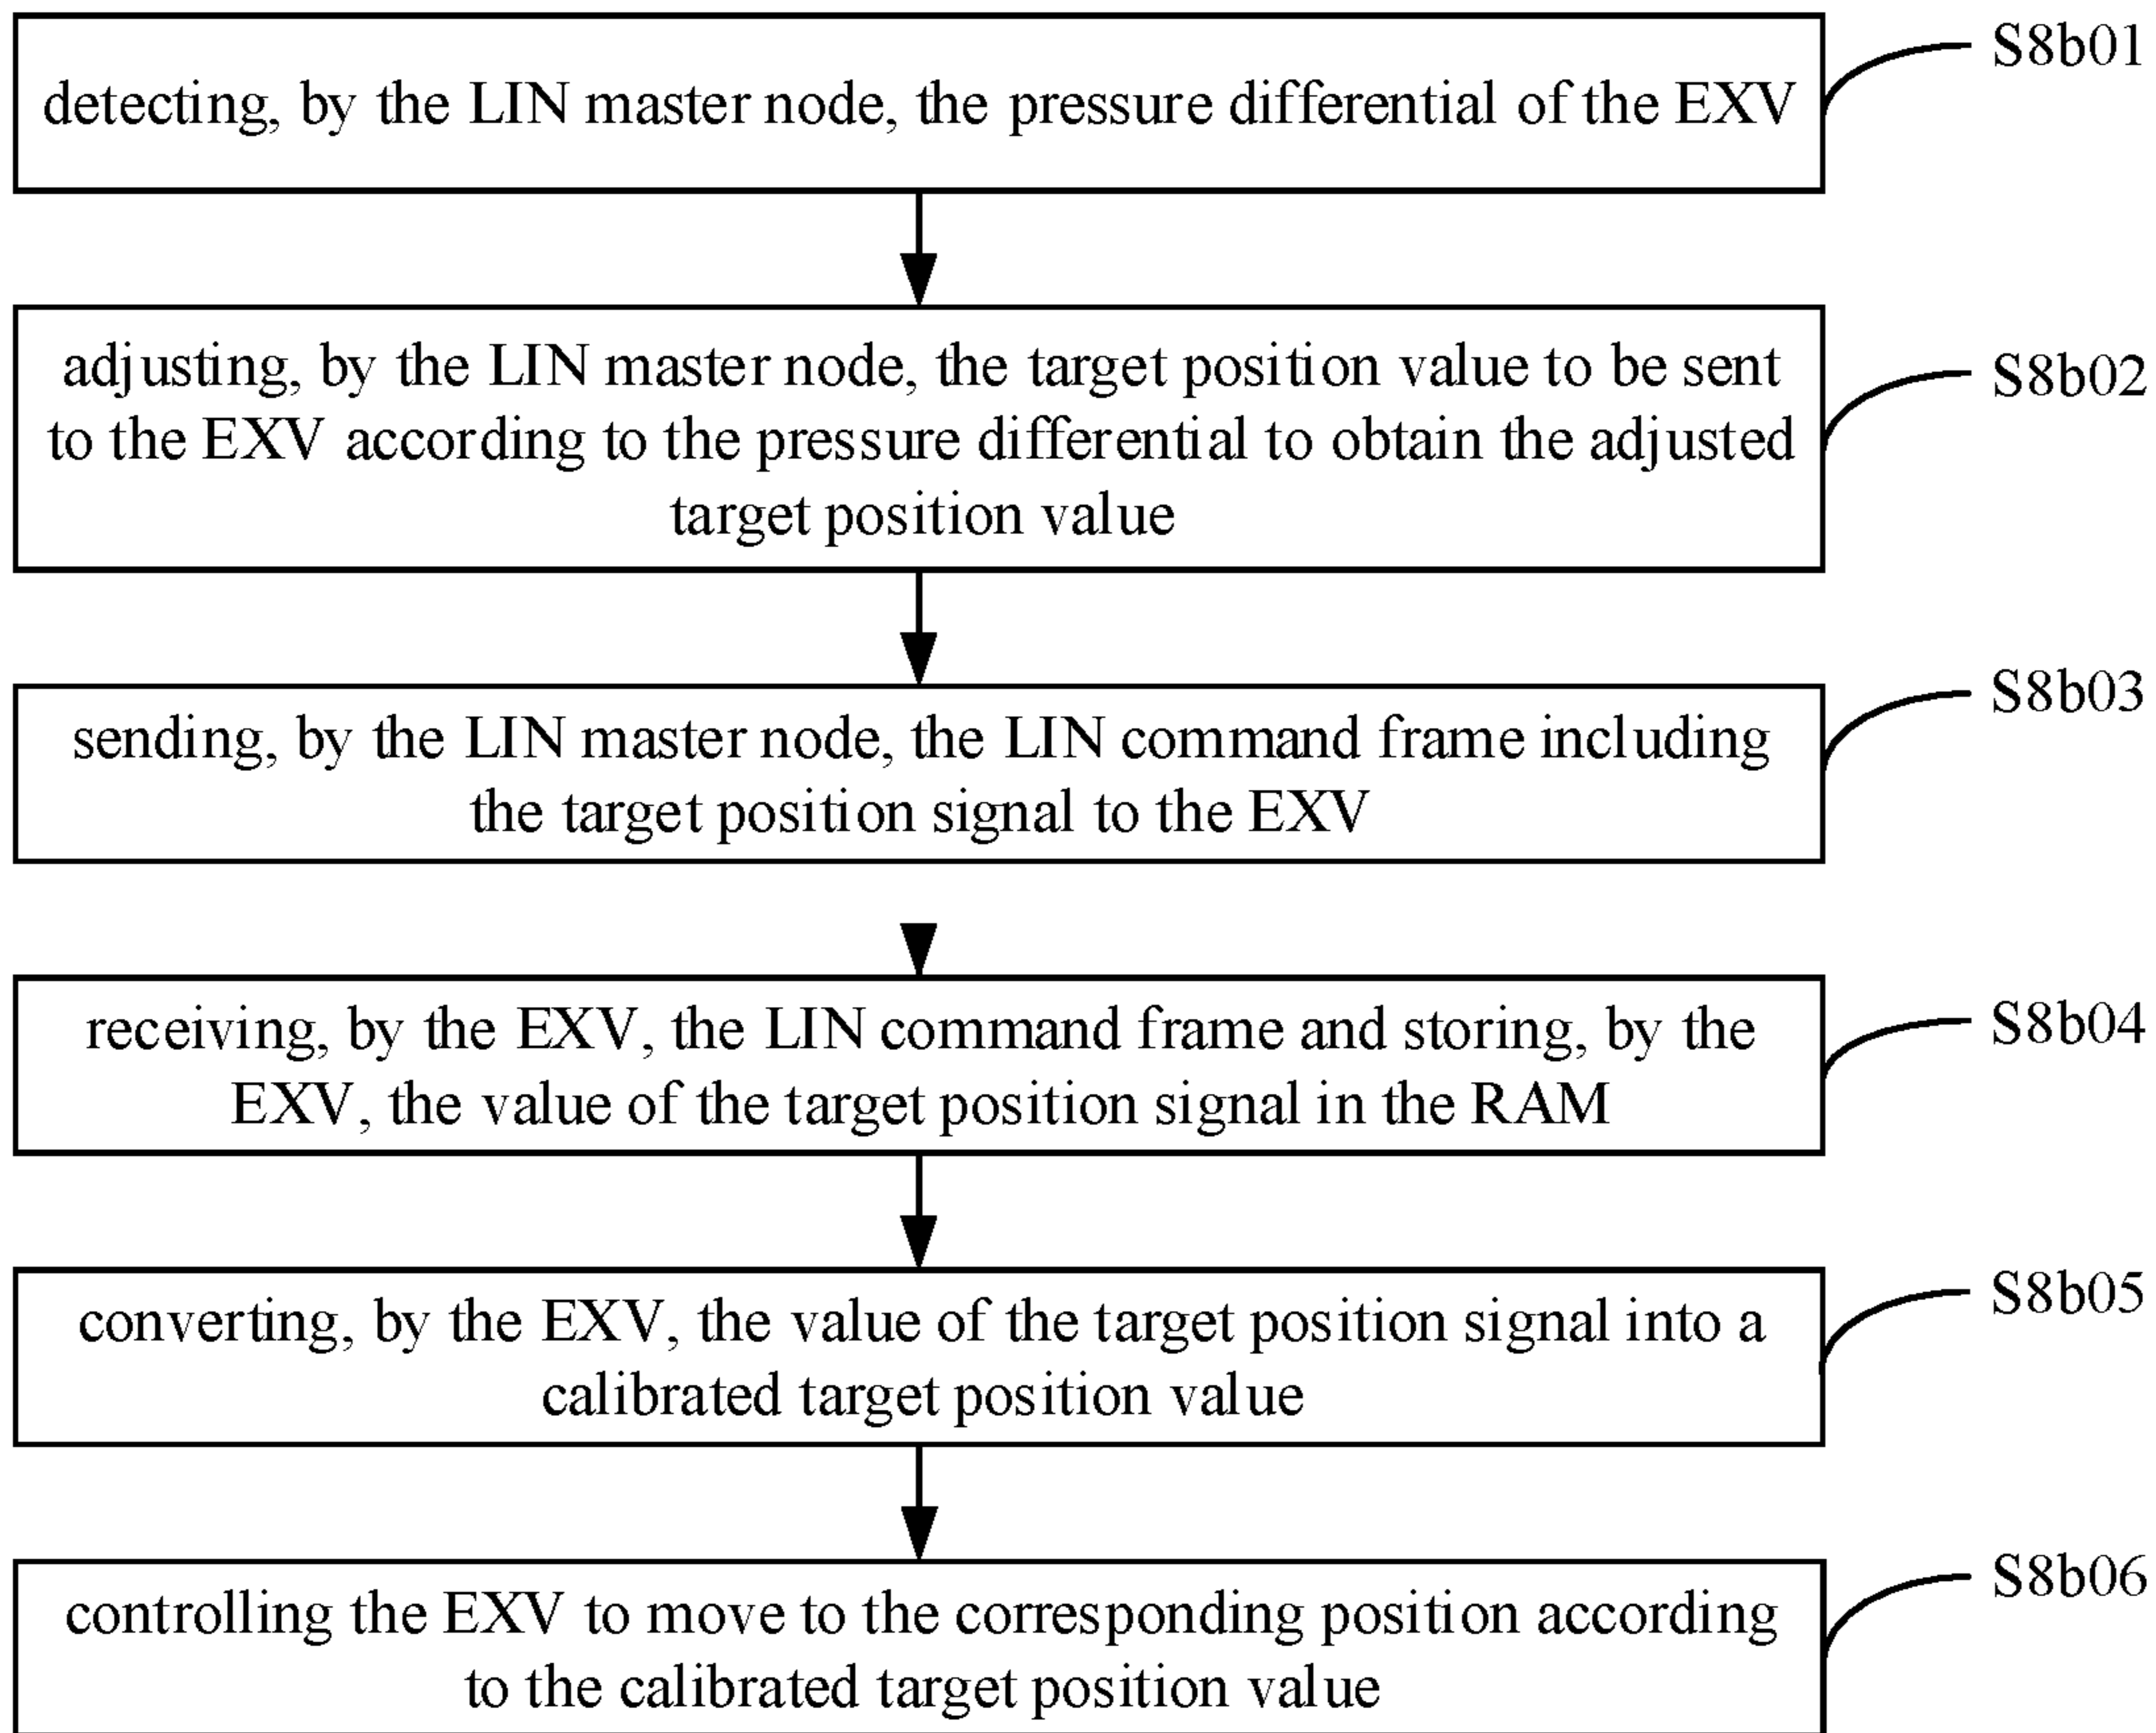 detecting, by the LIN master node, the pressure differential of the EXV
S8b01
adjusting, by the LIN master node, the target position value to be sent
to the EXV according to the pressure differential to obtain the adjusted
target position value
S8b02
sending, by the LIN master node, the LIN command frame including
the target position signal to the EXV
S8b03
receiving, by the EXV, the LIN command frame and storing, by the
EXV, the value of the target position signal in the RAM
S8b04
converting, by the EXV, the value of the target position signal into a
calibrated target position value
S8b05
controlling the EXV to move to the corresponding position according
to the calibrated target position value
S8b06